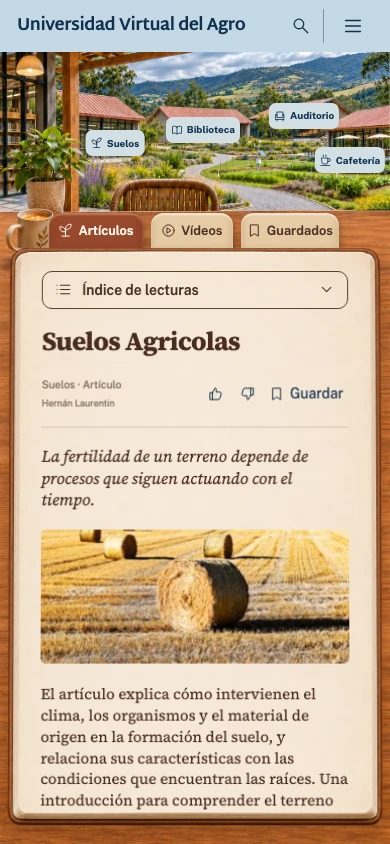 Universidad Virtual del Agro
Auditorio
Biblioteca
Suelos
Cafetería
Artículos
Vídeos
Guardados
Índice de lecturas
Suelos Agricolas
Suelos · Artículo
Hernán Laurentin
Guardar
La fertilidad de un terreno depende de
procesos que siguen actuando con el
tiempo.
El artículo explica cómo intervienen el
clima, los organismos y el material de
origen en la formación del suelo, y
relaciona sus características con las
condiciones que encuentran las raíces. Una
introducción para comprender el terreno